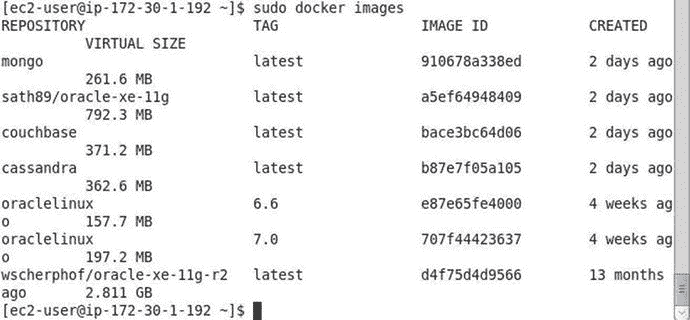 [ec2-user@ip-172-30-1-192 ~]$ sudo docker images
REPOSITORY TAG IMAGE ID CREATED
VIRTUAL SIZE
mongo latest 910678a338ed 2 days ago
261.6 MB
sath89/oracle-xe-11g latest a5ef64948409 2 days ago
792.3 MB
couchbase latest bace3bc64d06 2 days ago
371.2 MB
cassandra latest b87e7f05a105 2 days ago
362.6 MB
oraclelinux 6.6 e87e65fe4000 4 weeks ag
o 157.7 MB
oraclelinux 7.0 707f44423637 4 weeks ag
o 197.2 MB
wscherphof/oracle-xe-11g-r2 latest d4f75d4d9566 13 months
ago 2.811 GB
[ec2-user@ip-172-30-1-192 ~]$